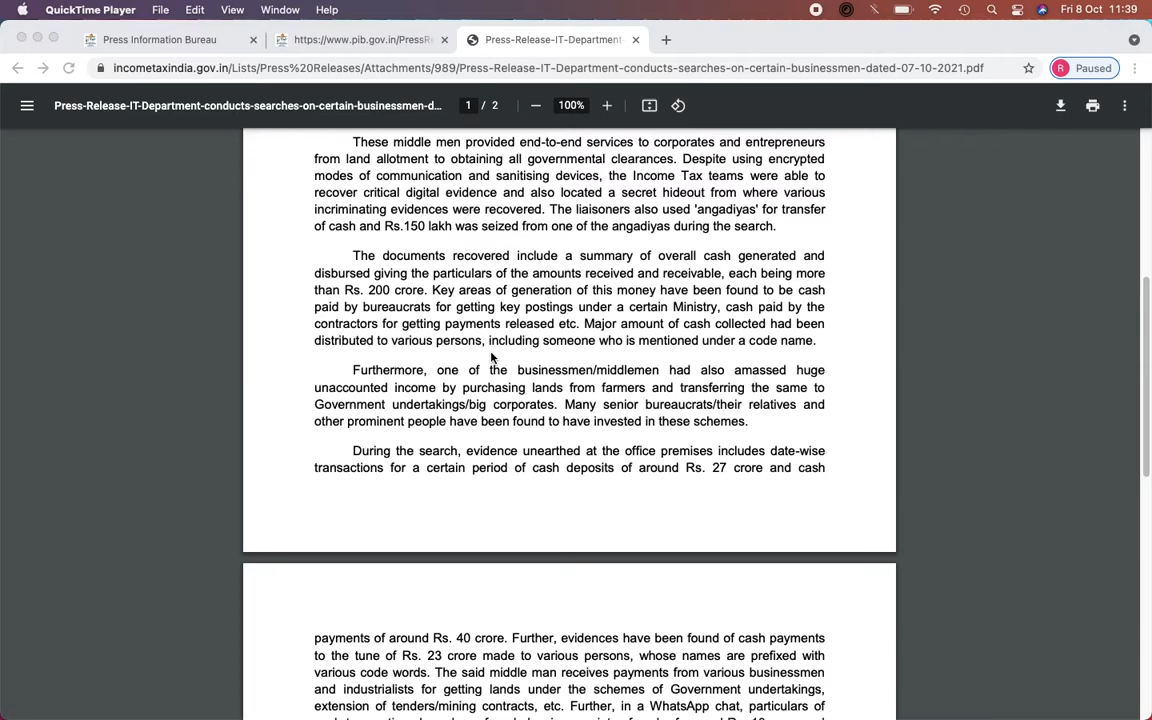 QuickTime Player File Edit View Window Help Fri 8 Oct 11:39
Press Information Bureau https://www.pib.gov.in/PressRe Press-Release-IT-Department-
incometaxindia.gov.in/Lists/Press%20Releases/Attachments/989/Press-Release-IT-Department-conducts-searches-on-certain-businessmen-dated-07-10-2021.pdf R Paused
Press-Release-IT-Department-conducts-searches-on-certain-businessmen-d... 1 / 2 100%
These middle men provided end-to-end services to corporates and entrepreneurs
from land allotment to obtaining all governmental clearances. Despite using encrypted
modes of communication and sanitising devices, the Income Tax teams were able to
recover critical digital evidence and also located a secret hideout from where various
incriminating evidences were recovered. The liaisoners also used 'angadiyas' for transfer
of cash and Rs.150 lakh was seized from one of the angadiyas during the search.
The documents recovered include a summary of overall cash generated and
disbursed giving the particulars of the amounts received and receivable, each being more
than Rs. 200 crore. Key areas of generation of this money have been found to be cash
paid by bureaucrats for getting key postings under a certain Ministry, cash paid by the
contractors for getting payments released etc. Major amount of cash collected had been
distributed to various persons, including someone who is mentioned under a code name.
Furthermore, one of the businessmen/middlemen had also amassed huge
unaccounted income by purchasing lands from farmers and transferring the same to
Government undertakings/big corporates. Many senior bureaucrats/their relatives and
other prominent people have been found to have invested in these schemes.
During the search, evidence unearthed at the office premises includes date-wise
transactions for a certain period of cash deposits of around Rs. 27 crore and cash
payments of around Rs. 40 crore. Further, evidences have been found of cash payments
to the tune of Rs. 23 crore made to various persons, whose names are prefixed with
various code words. The said middle man receives payments from various businessmen
and industrialists for getting lands under the schemes of Government undertakings,
extension of tenders/mining contracts, etc. Further, in a WhatsApp chat, particulars of